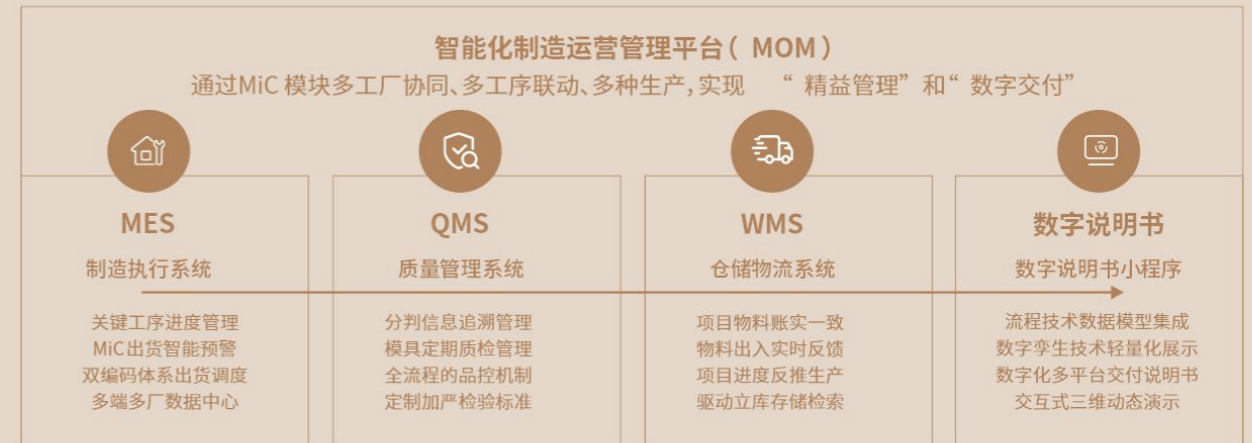 智能化制造运营管理平台( MOM )
通过MiC 模块多工厂协同、多工序联动、多种生产,实现 “ 精益管理”和“ 数字交付”
MES
制造执行系统
关键工序进度管理
MiC出货智能预警
双编码体系出货调度
多端多厂数据中心
QMS
质量管理系统
分判信息追溯管理
模具定期质检管理
全流程的品控机制
定制加严检验标准
WMS
仓储物流系统
项目物料账实一致
物料出入实时反馈
项目进度反推生产
驱动立库存储检索
数字说明书
数字说明书小程序
流程技术数据模型集成
数字孪生技术轻量化展示
数字化多平台交付说明书
交互式三维动态演示